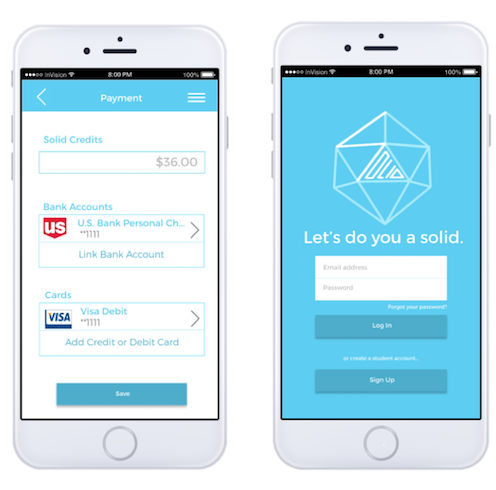 InVision 8:00 PM 100%
Payment
Solid Credits
$36.00
Bank Accounts
us U.S. Bank Personal Ch...
**1111
Link Bank Account
Cards
VISA Visa Debit
**1111
Add Credit or Debit Card
Save
InVision 8:00 PM 100%
Let's do you a solid.
Email address
Password
Forgot your password?
Log In
or create a student account...
Sign Up